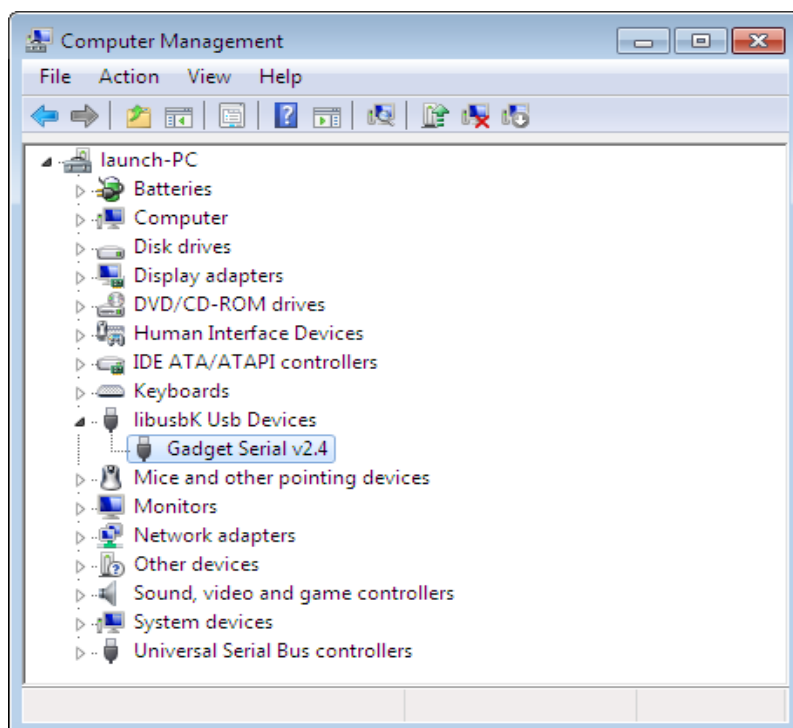 Computer Management
File Action View Help
launch-PC
Batteries
Computer
Disk drives
Display adapters
DVD/CD-ROM drives
Human Interface Devices
IDE ATA/ATAPI controllers
Keyboards
libusbK Usb Devices
Gadget Serial v2.4
Mice and other pointing devices
Monitors
Network adapters
Other devices
Sound, video and game controllers
System devices
Universal Serial Bus controllers